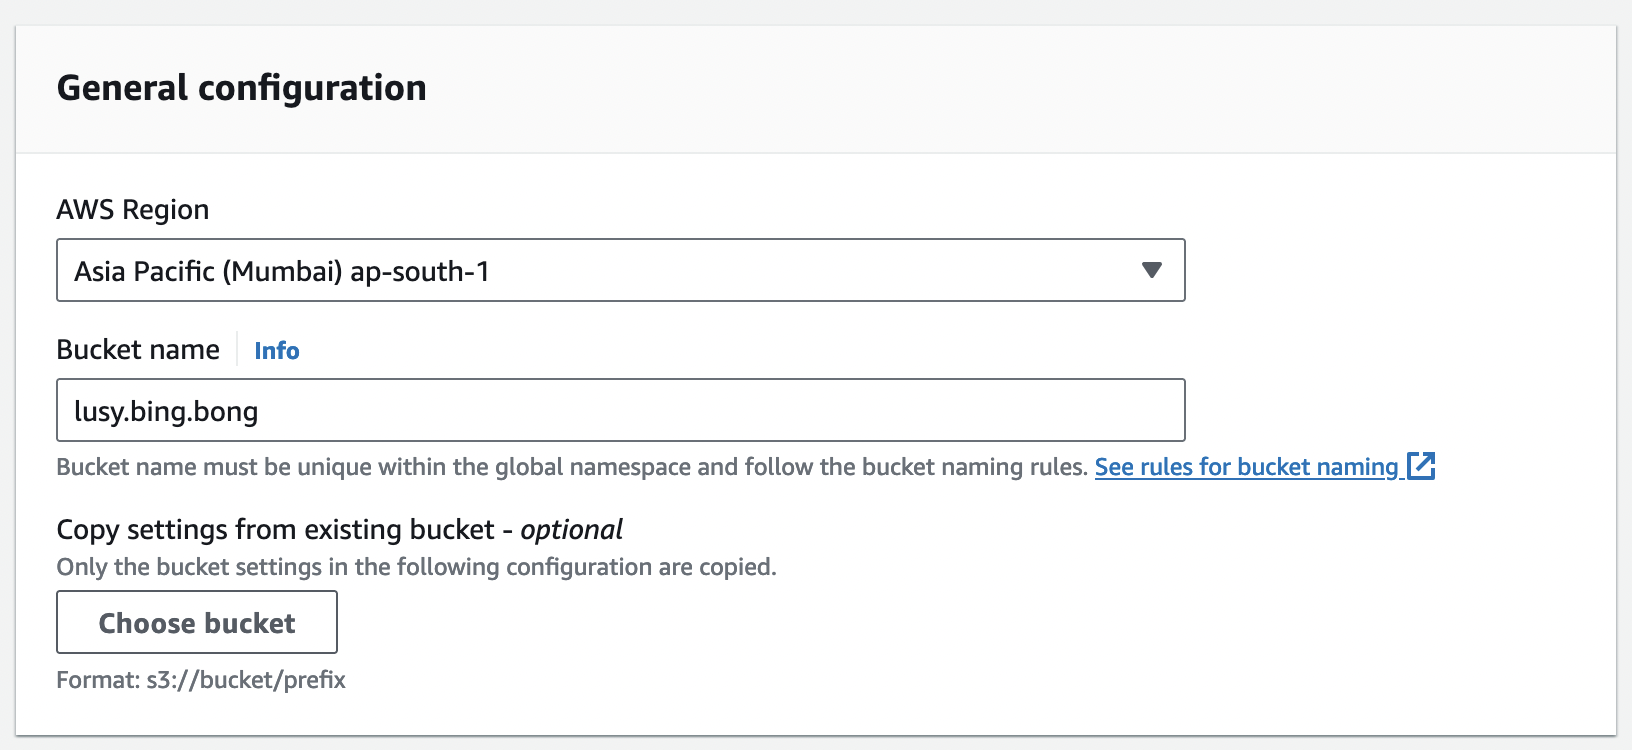 General configuration
AWS Region
Asia Pacific (Mumbai) ap-south-1
Bucket name Info
lusy.bing.bong
Bucket name must be unique within the global namespace and follow the bucket naming rules. See rules for bucket naming
Copy settings from existing bucket - optional
Only the bucket settings in the following configuration are copied.
Choose bucket
Format: s3://bucket/prefix